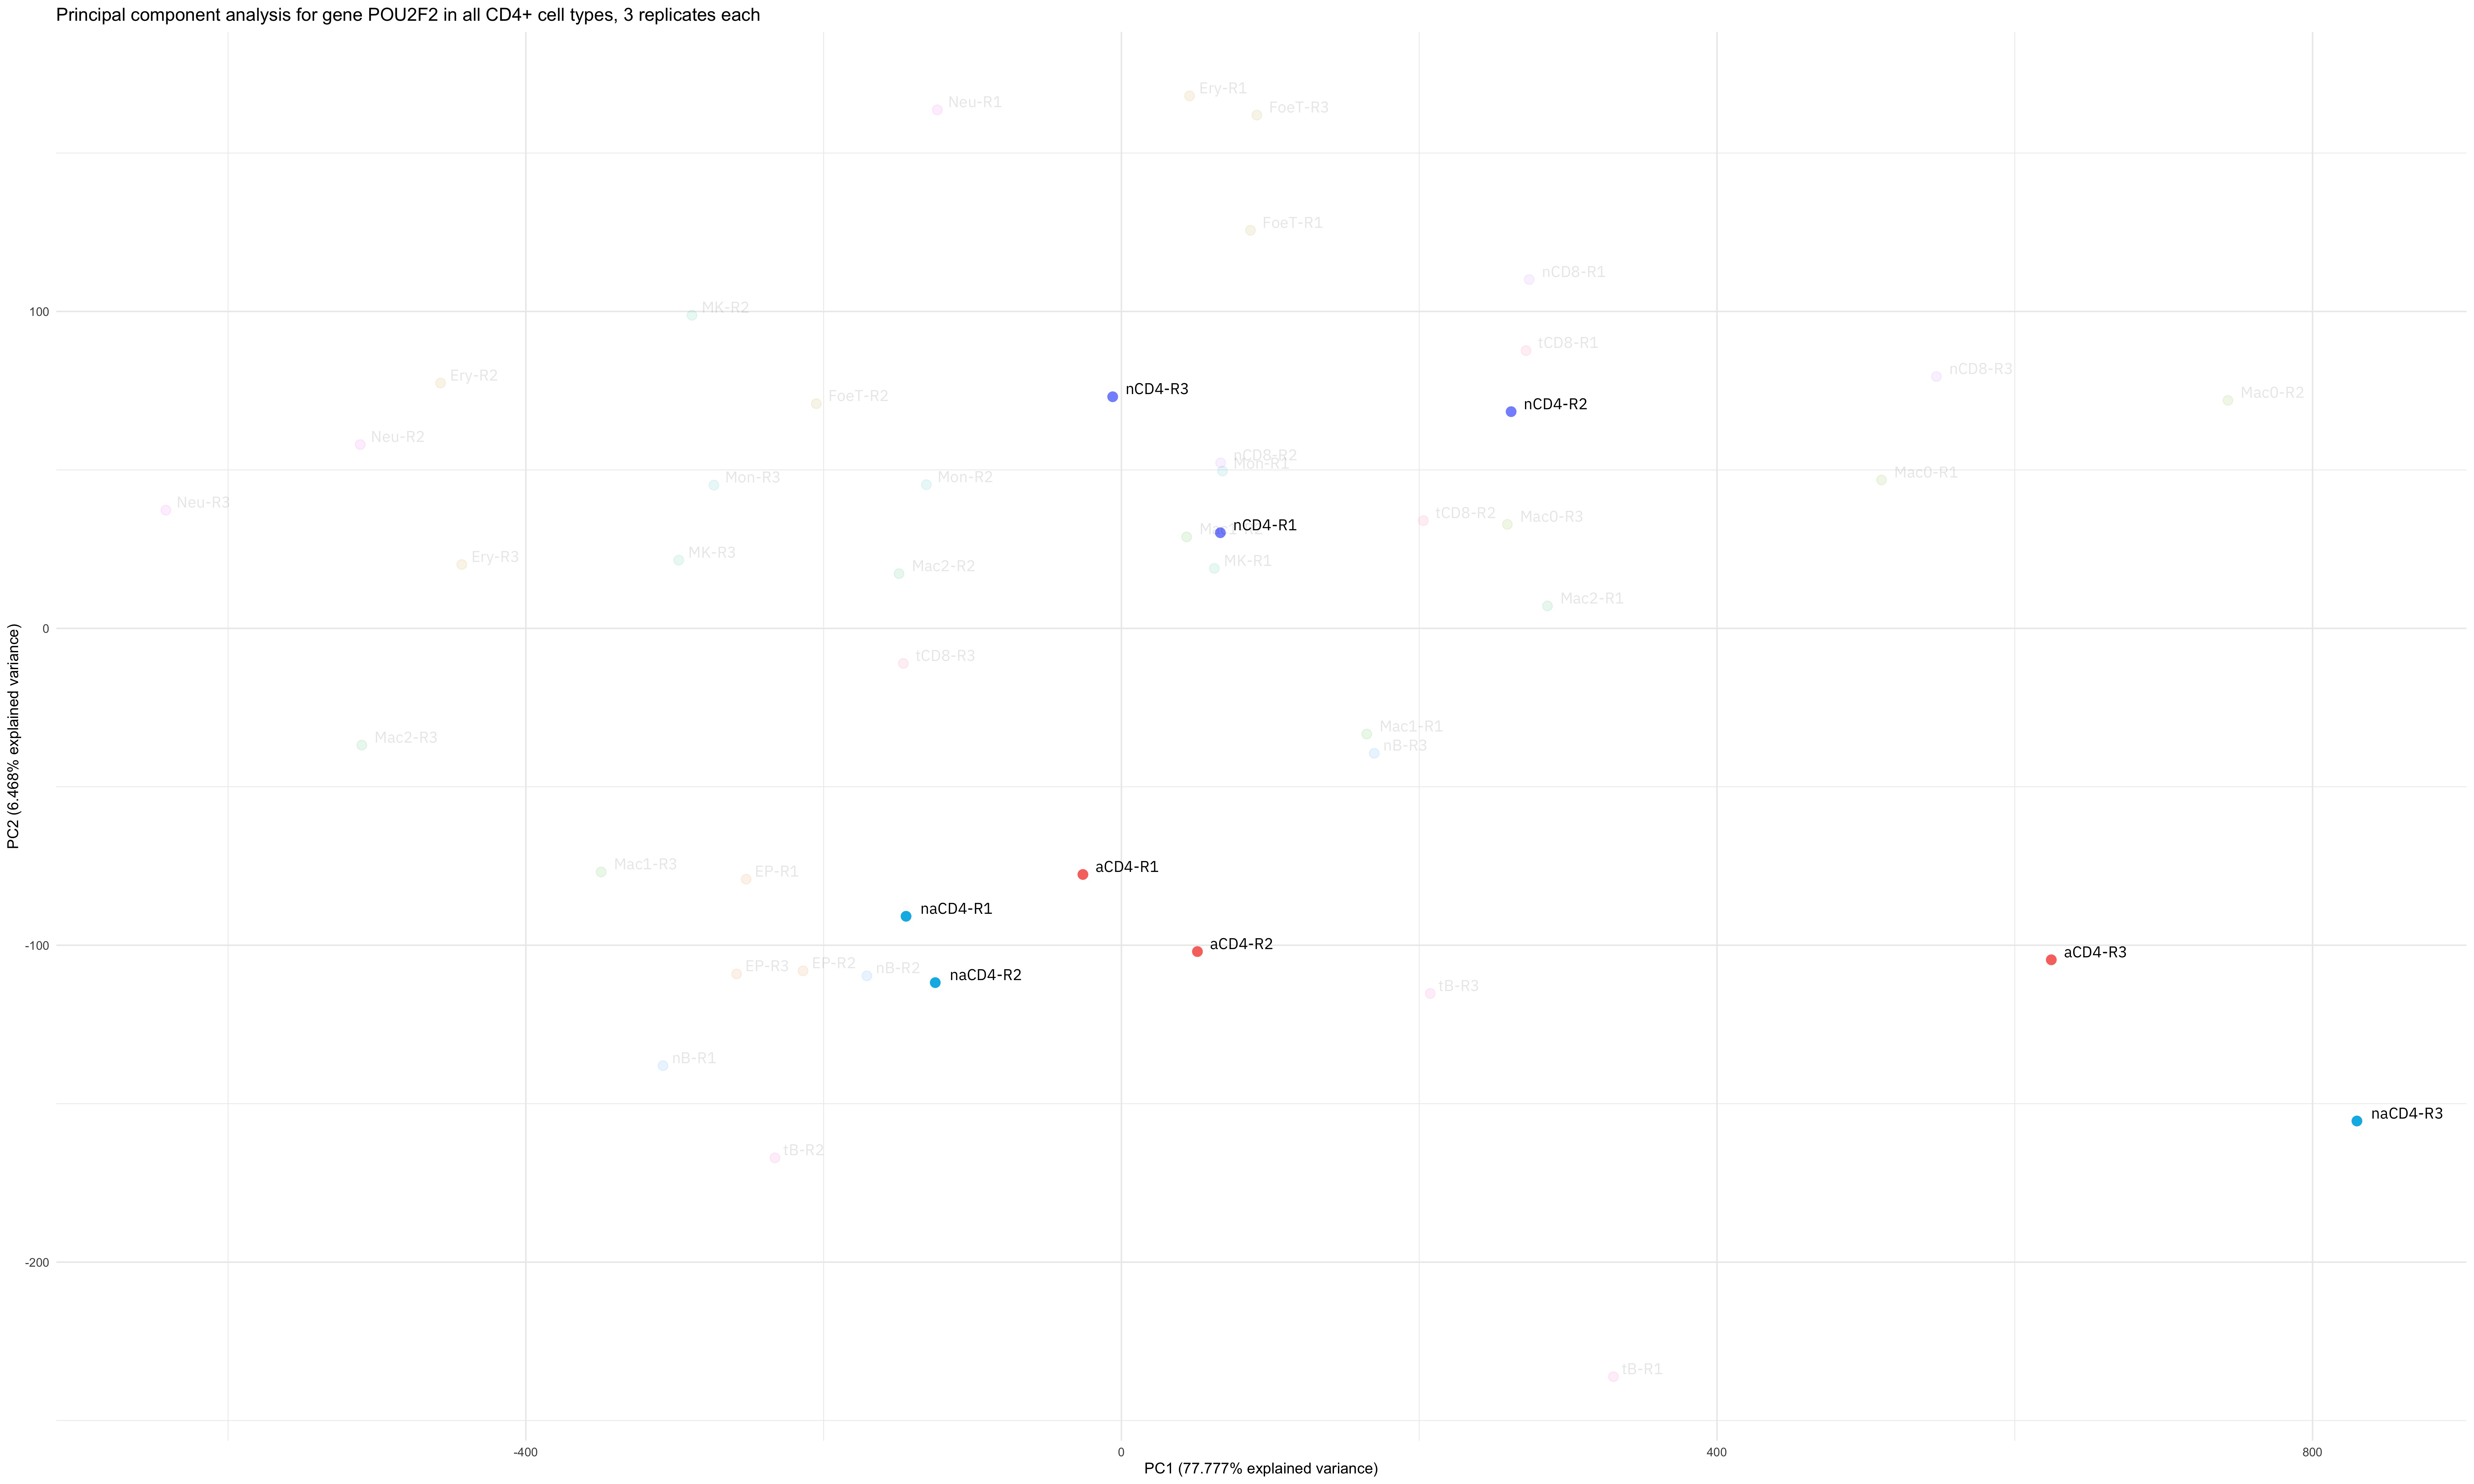 Principal component analysis for gene POU2F2 in all CD4+ cell types, 3 replicates each
Ery-R1
Neu-R1
FoeT-R3
FoeT-R1
nCD8-R1
MK-R2
100
tCD8-R1
nCD8-R3
Ery-R2
nCD4-R3
Mac0-R2
FoeT-R2
nCD4-R2
Neu-R2
nCD8-R2
Mon-R1
Mac0-R1
Mon-R3
Mon-R2
Neu-R3
tCD8-R2
Mac0-R3
nCD4-R1
Ery-R3
MK-R3
MK-R1
Mac2-R2
Mac2-R1
0
tCD8-R3
Mac1-R1
Mac2-R3
nB-R3
PC2 (6.468% explained variance)
Mac1-R3
aCD4-R1
EP-R1
naCD4-R1
-100
aCD4-R2
aCD4-R3
EP-R3
EP-R2
nB-R2
naCD4-R2
tB-R3
nB-R1
naCD4-R3
tB-R2
-200
tB-R1
-400
0
400
800
PC1 (77.777% explained variance)